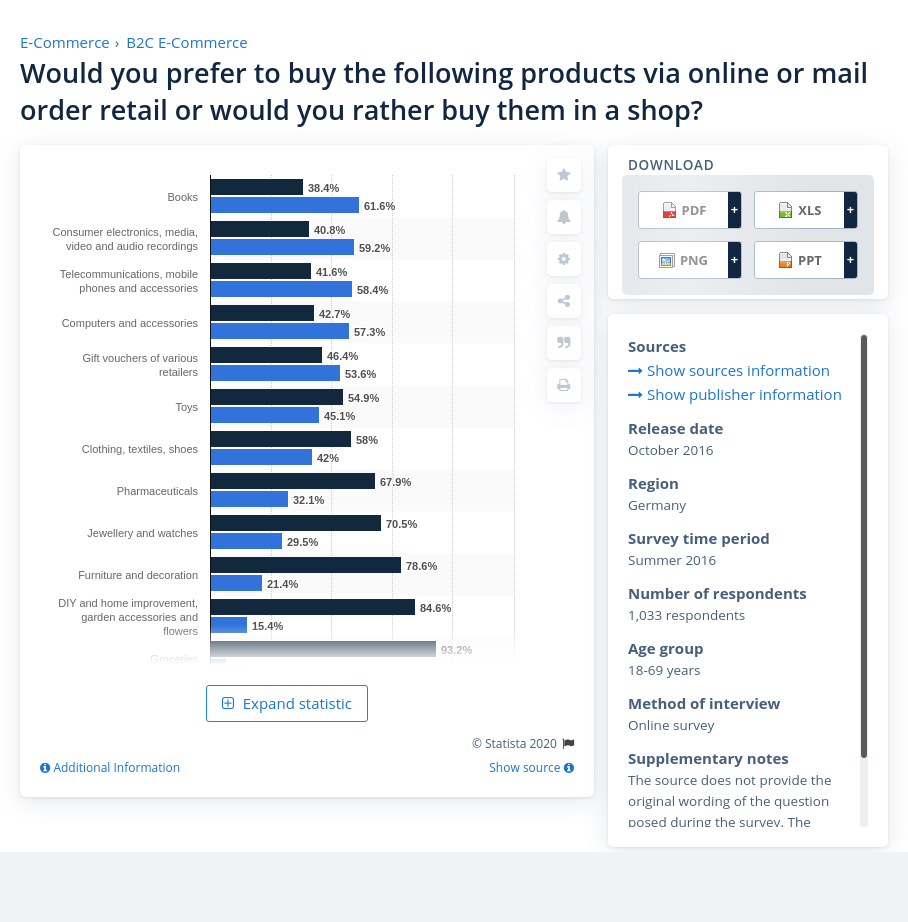 E-Commerce › B2C E-Commerce
Would you prefer to buy the following products via online or mail
order retail or would you rather buy them in a shop?
Books
38.4%
61.6%
Consumer electronics, media,
video and audio recordings
40.8%
59.2%
Telecommunications, mobile
phones and accessories
41.6%
58.4%
Computers and accessories
42.7%
57.3%
Gift vouchers of various
retailers
46.4%
53.6%
Toys
54.9%
45.1%
Clothing, textiles, shoes
58%
42%
Pharmaceuticals
67.9%
32.1%
Jewellery and watches
70.5%
29.5%
Furniture and decoration
78.6%
21.4%
DIY and home improvement,
garden accessories and
flowers
84.6%
15.4%
Groceries
93.2%
Expand statistic
© Statista 2020
Additional Information
Show source
DOWNLOAD
PDF +
XLS +
PNG +
PPT +
Sources
Show sources information
Show publisher information
Release date
October 2016
Region
Germany
Survey time period
Summer 2016
Number of respondents
1,033 respondents
Age group
18-69 years
Method of interview
Online survey
Supplementary notes
The source does not provide the
original wording of the question
posed during the survey. The